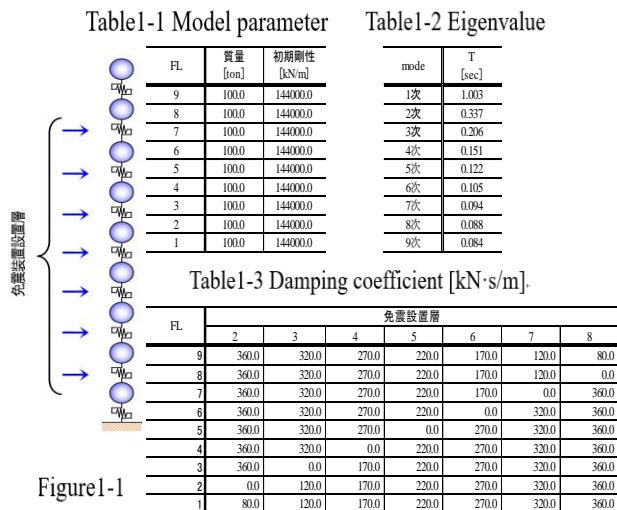 Table1-1 Model parameter Table1-2 Eigenvalue
FL 質量 [ton] 初期剛性 [kN/m]
9 100.0 144000.0
8 100.0 144000.0
7 100.0 144000.0
6 100.0 144000.0
5 100.0 144000.0
4 100.0 144000.0
3 100.0 144000.0
2 100.0 144000.0
1 100.0 144000.0
mode T [sec]
1次 1.003
2次 0.337
3次 0.206
4次 0.151
5次 0.122
6次 0.105
7次 0.094
8次 0.088
9次 0.084
免震装置設置層
Table1-3 Damping coefficient [kN·s/m]
FL 免震設置層
2 3 4 5 6 7 8
9 360.0 320.0 270.0 220.0 170.0 120.0 80.0
8 360.0 320.0 270.0 220.0 170.0 120.0 0.0
7 360.0 320.0 270.0 220.0 170.0 0.0 360.0
6 360.0 320.0 270.0 220.0 0.0 320.0 360.0
5 360.0 320.0 270.0 0.0 270.0 320.0 360.0
4 360.0 320.0 0.0 220.0 270.0 320.0 360.0
3 360.0 0.0 170.0 220.0 270.0 320.0 360.0
2 0.0 120.0 170.0 220.0 270.0 320.0 360.0
1 80.0 120.0 170.0 220.0 270.0 320.0 360.0
Figure1-1